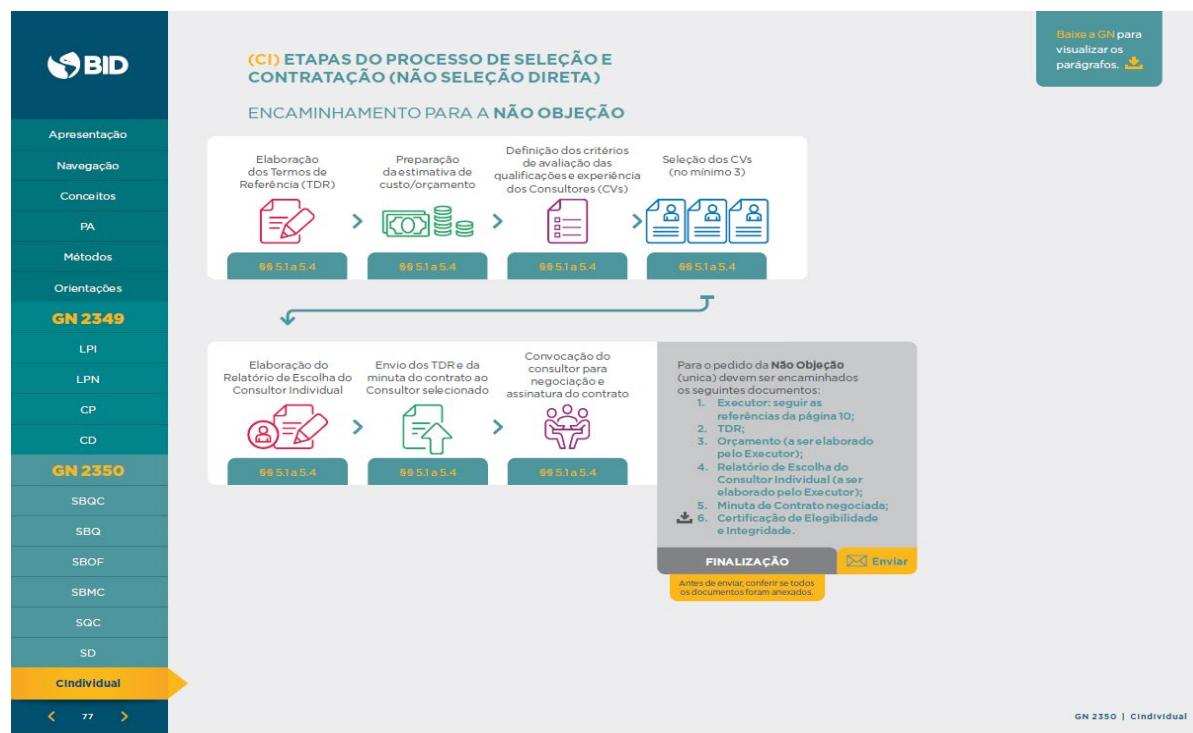 BID
Apresentação
Navegação
Conceitos
PA
Métodos
Orientações
GN 2349
LPI
LPN
CP
CD
GN 2350
SBQC
SBQ
SBOF
SBMC
SQC
SD
CIndividual
77
(CI) ETAPAS DO PROCESSO DE SELEÇÃO E
CONTRATAÇÃO (NÃO SELEÇÃO DIRETA)
ENCAMINHAMENTO PARA A NÃO OBJEÇÃO
Baixe a GN para
visualizar os
parágrafos.
Elaboração
dos Termos de
Referência (TDR)
§§ 5.1 a 5.4
Preparação
da estimativa de
custo/orçamento
§§ 5.1 a 5.4
Definição dos critérios
de avaliação das
qualificações e experiência
dos Consultores (CVs)
§§ 5.1 a 5.4
Seleção dos CVs
(no mínimo 3)
§§ 5.1 a 5.4
Elaboração do
Relatório de Escolha do
Consultor Individual
§§ 5.1 a 5.4
Envio dos TDR e da
minuta do contrato ao
Consultor selecionado
§§ 5.1 a 5.4
Convocação do
consultor para
negociação e
assinatura do contrato
§§ 5.1 a 5.4
Para o pedido da Não Objeção
(unica) devem ser encaminhados
os seguintes documentos:
1. Executor: seguir as
referências da página 10;
2. TDR;
3. Orçamento (a ser elaborado
pelo Executor);
4. Relatório de Escolha do
Consultor Individual (a ser
elaborado pelo Executor);
5. Minuta de Contrato negociada;
6. Certificação de Elegibilidade
e Integridade.
FINALIZAÇÃO
Enviar
Antes de enviar, conferir se todos
os documentos foram anexados.
GN 2350 | CIndividual